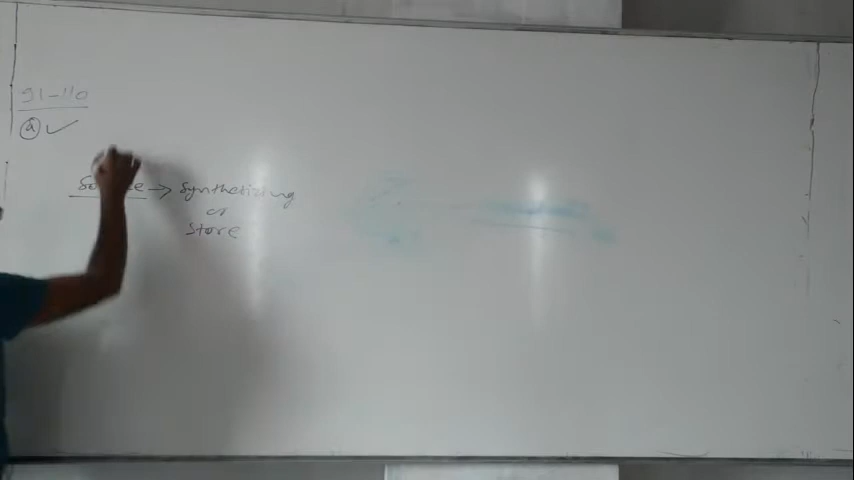 91-110
(a) ✓
→ Synthesizing
or
Store